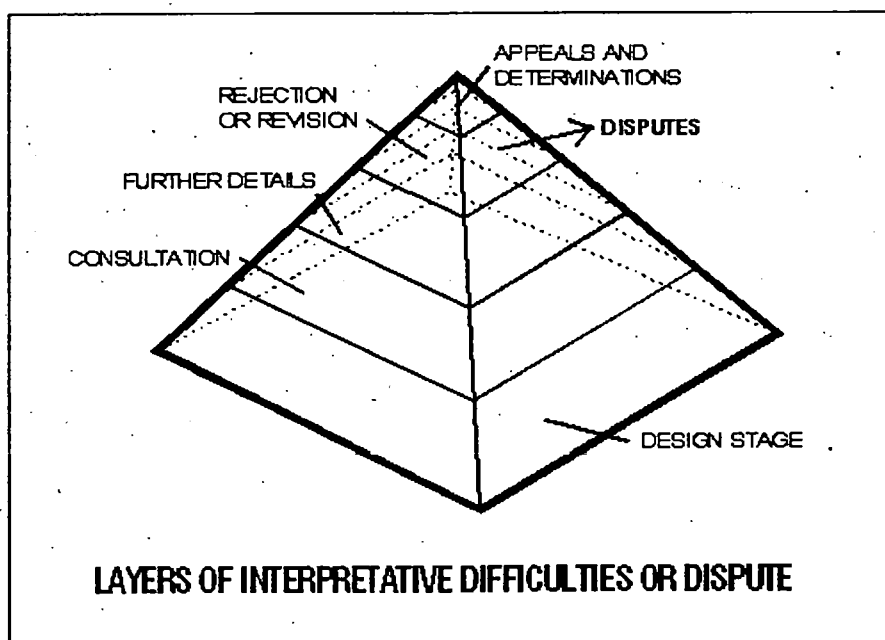 APPEALS AND
DETERMINATIONS
REJECTION
OR REVISION
DISPUTES
FURTHER DETAILS
CONSULTATION
DESIGN STAGE
LAYERS OF INTERPRETATIVE DIFFICULTIES OR DISPUTE